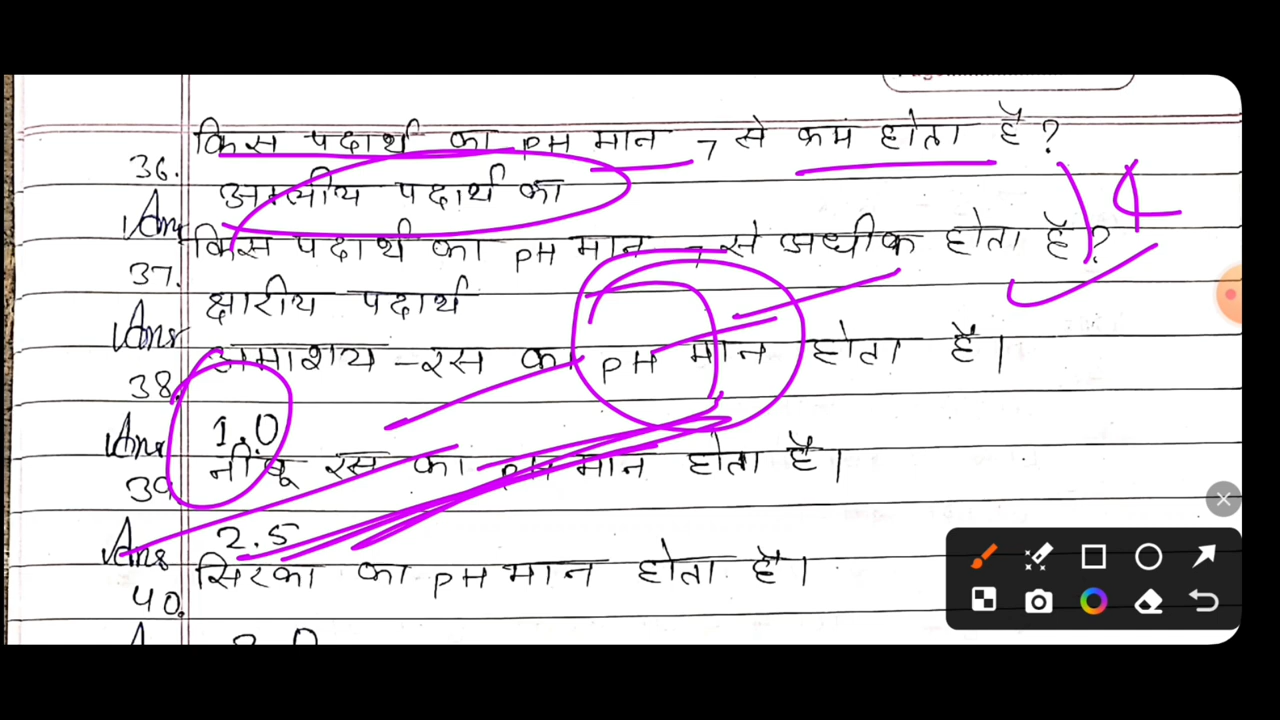 36. किस पदार्थ का pH मान 7 से कम होता है?
Ans अम्लीय पदार्थ का
37. किस पदार्थ का pH मान 7 से अधीक होता है?
Ans क्षारीय पदार्थ
38. अमाशय-रस का pH मान होता है।
Ans 1.0
39. नींबू रस का pH मान होता है।
Ans 2.5
40. सिरका का pH मान होता है।